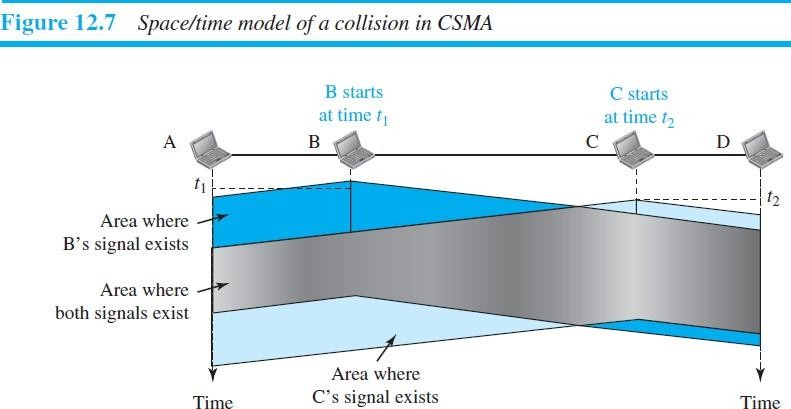 Figure 12.7 Space/time model of a collision in CSMA
B starts
at time t1
C starts
at time t2
A
B
C
D
t1
t2
Area where
B's signal exists
Area where
both signals exist
Area where
C's signal exists
Time
Time